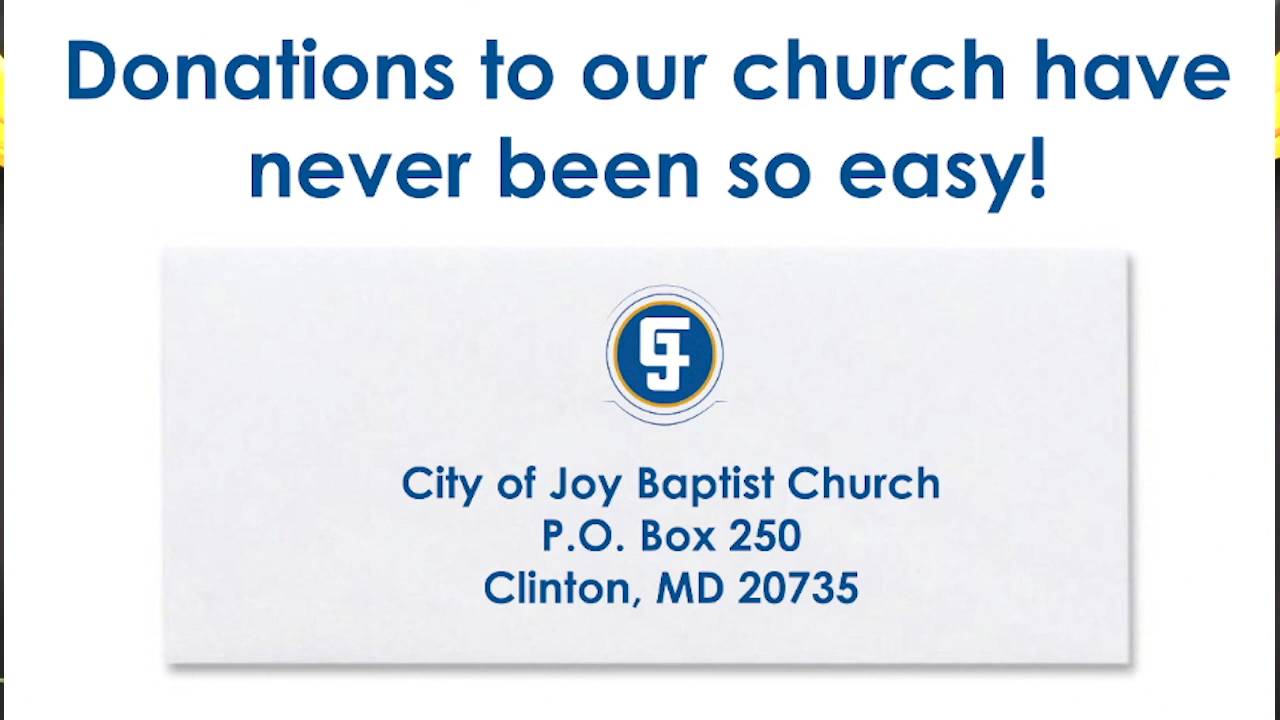 Donations to our church have
never been so easy!
CJ
City of Joy Baptist Church
P.O. Box 250
Clinton, MD 20735